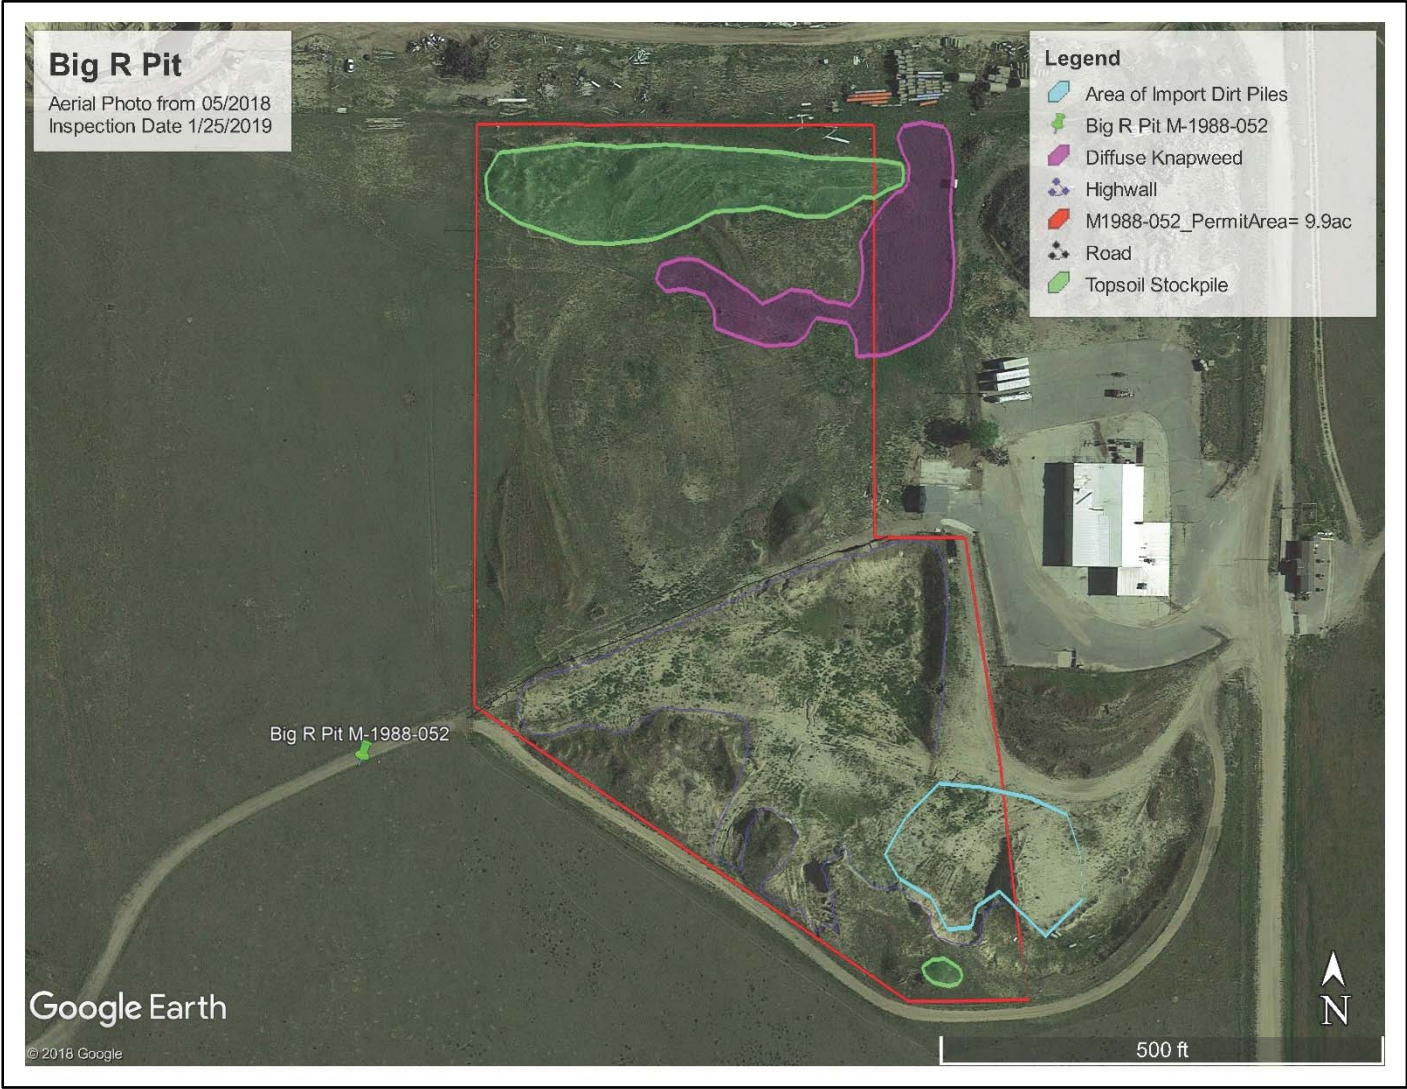 Big R Pit
Aerial Photo from 05/2018
Inspection Date 1/25/2019
Legend
Area of Import Dirt Piles
Big R Pit M-1988-052
Diffuse Knapweed
Highwall
M1988-052_PermitArea= 9.9ac
Road
Topsoil Stockpile
Big R Pit M-1988-052
Google Earth
© 2018 Google
N
500 ft